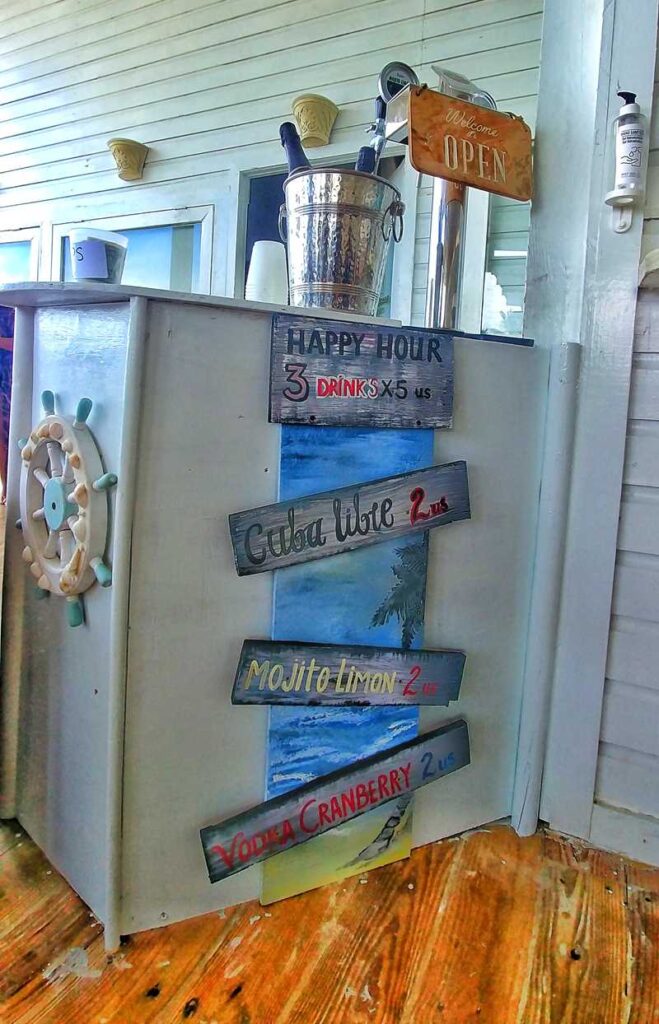 Welcome
OPEN
HAPPY HOUR
3 DRINKS X 5 us
Cuba libre 2 us
MOJITO LIMON 2 us
VODKA CRANBERRY 2 us